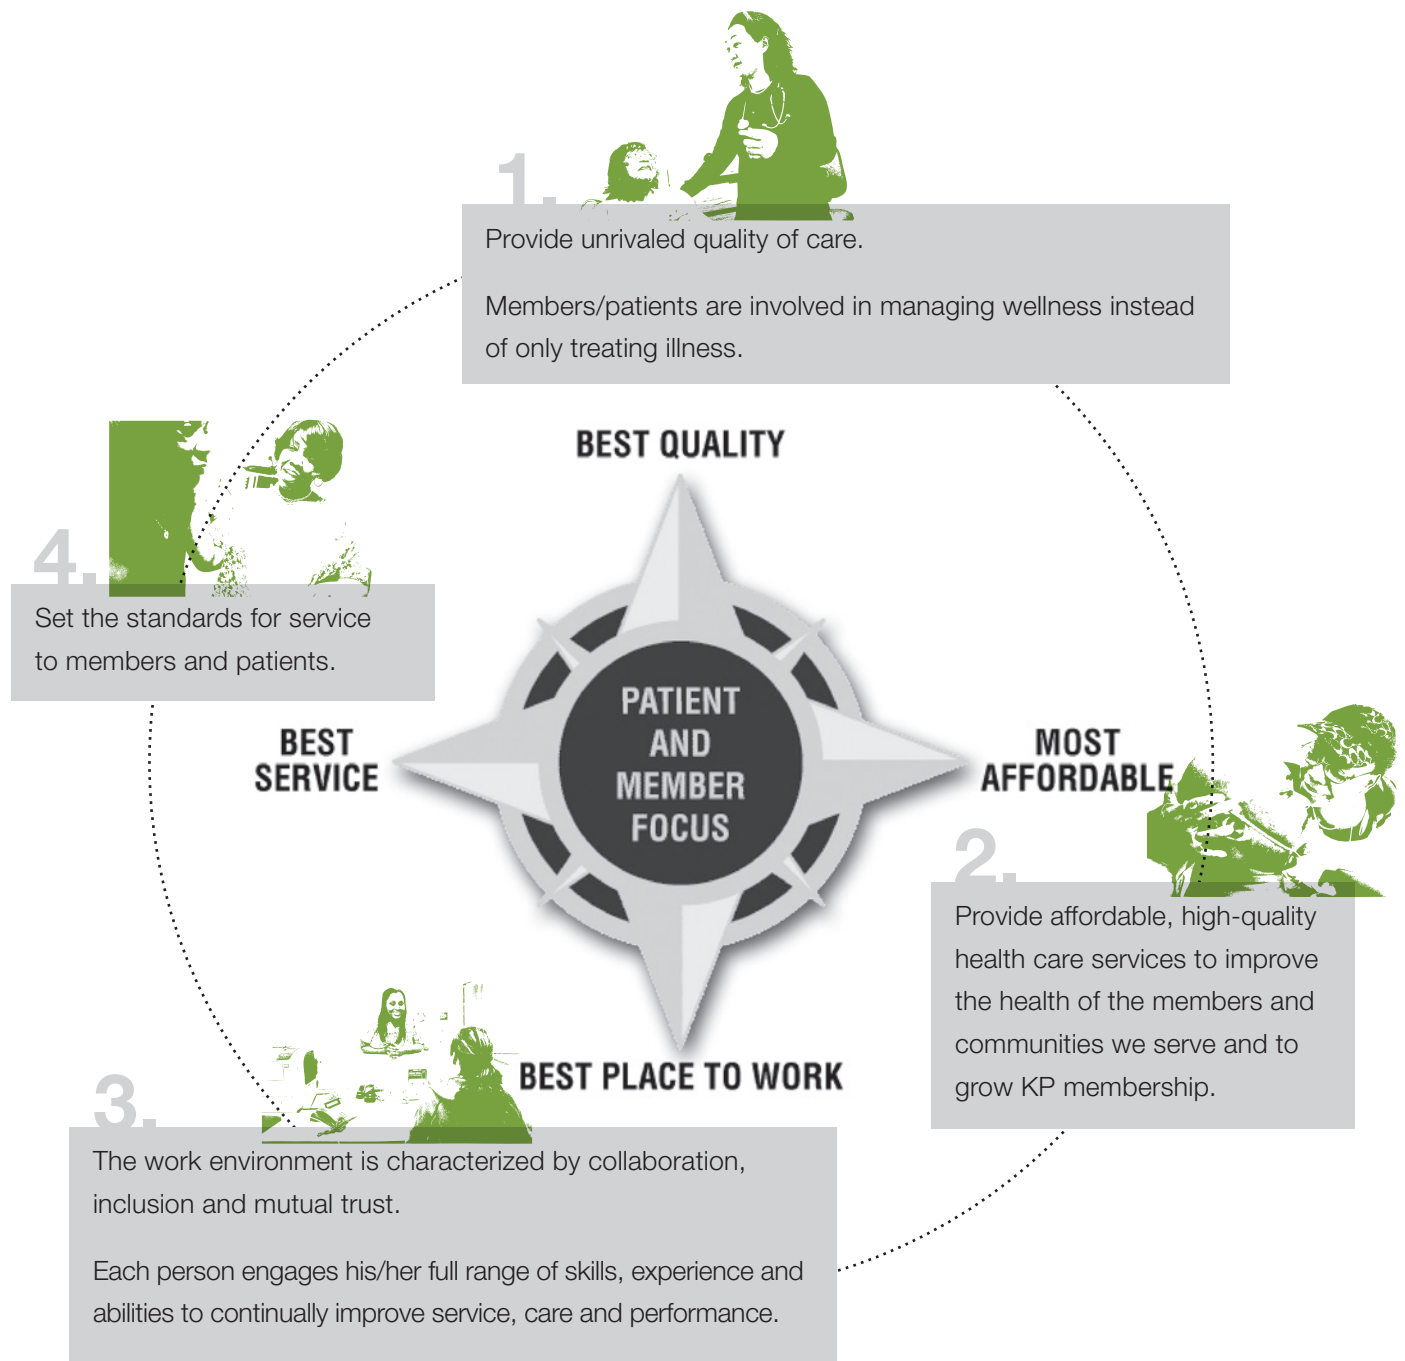 1.
Provide unrivaled quality of care.
Members/patients are involved in managing wellness instead
of only treating illness.
BEST QUALITY
4.
Set the standards for service
to members and patients.
BEST
SERVICE
PATIENT
AND
MEMBER
FOCUS
MOST
AFFORDABLE
2.
Provide affordable, high-quality
health care services to improve
the health of the members and
communities we serve and to
grow KP membership.
BEST PLACE TO WORK
3.
The work environment is characterized by collaboration,
inclusion and mutual trust.
Each person engages his/her full range of skills, experience and
abilities to continually improve service, care and performance.